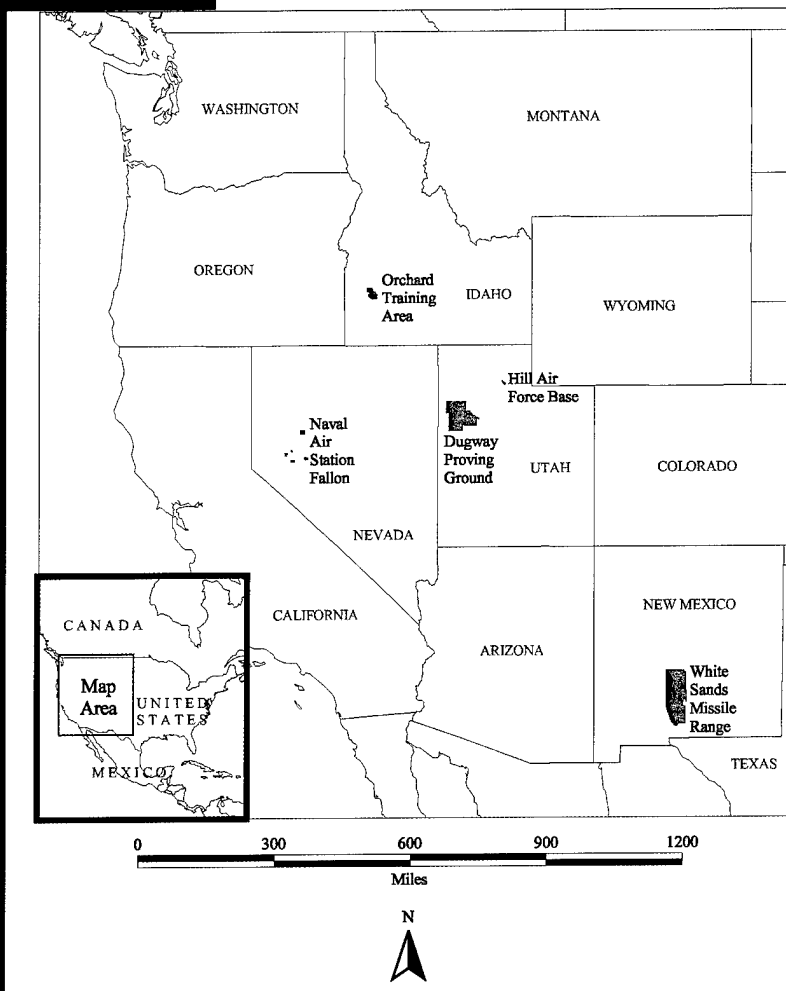 WASHINGTON
MONTANA
OREGON
Orchard
Training
Area
IDAHO
WYOMING
Hill Air
Force Base
Naval
Air
Station
Fallon
Dugway
Proving
Ground
UTAH
COLORADO
NEVADA
CALIFORNIA
ARIZONA
NEW MEXICO
White
Sands
Missile
Range
TEXAS
CANADA
Map
Area
UNITED
STATES
MEXICO
0 300 600 900 1200
Miles
N